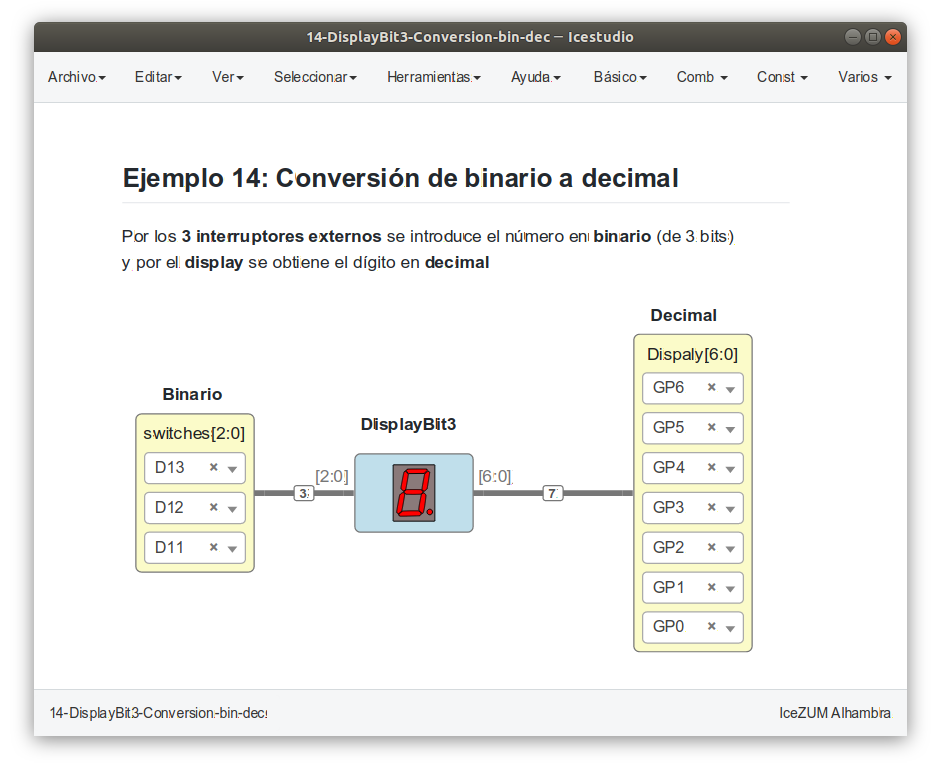 14-DisplayBit3-Conversion-bin-dec — Icestudio
Archivo Editar Ver Seleccionar Herramientas Ayuda Básico Comb Const Varios
Ejemplo 14: Conversión de binario a decimal
Por los 3 interruptores externos se introduce el número en binario (de 3 bits)
y por el display se obtiene el dígito en decimal
Binario
switches[2:0]
D13 ×
D12 ×
D11 ×
[2:0]
3
DisplayBit3
[6:0]
7
Decimal
Dispaly[6:0]
GP6 ×
GP5 ×
GP4 ×
GP3 ×
GP2 ×
GP1 ×
GP0 ×
14-DisplayBit3-Conversion-bin-dec
IceZUM Alhambra